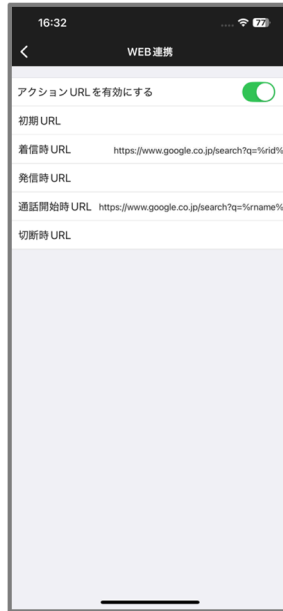 16:32
77
WEB連携
アクションURLを有効にする
初期URL
着信時URL https://www.google.co.jp/search?q=%rid%
発信時URL
通話開始時URL https://www.google.co.jp/search?q=%rname%
切断時URL